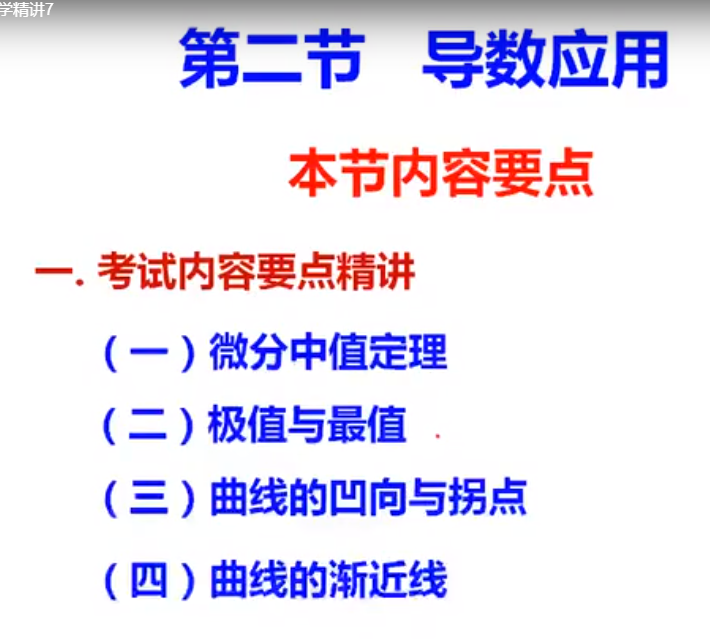 学精讲7
第二节 导数应用
本节内容要点
一. 考试内容要点精讲
（一）微分中值定理
（二）极值与最值
（三）曲线的凹向与拐点
（四）曲线的渐近线